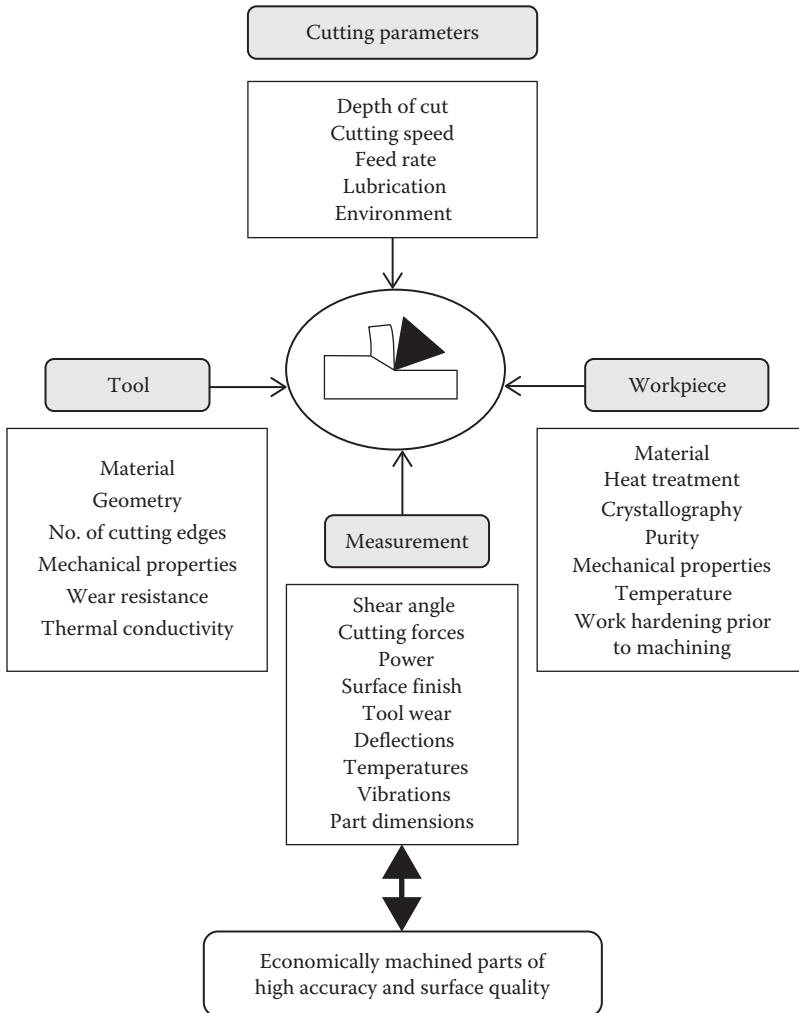 Cutting parameters
Depth of cut
Cutting speed
Feed rate
Lubrication
Environment
Tool
Material
Geometry
No. of cutting edges
Mechanical properties
Wear resistance
Thermal conductivity
Workpiece
Material
Heat treatment
Crystallography
Purity
Mechanical properties
Temperature
Work hardening prior
to machining
Measurement
Shear angle
Cutting forces
Power
Surface finish
Tool wear
Deflections
Temperatures
Vibrations
Part dimensions
Economically machined parts of
high accuracy and surface quality